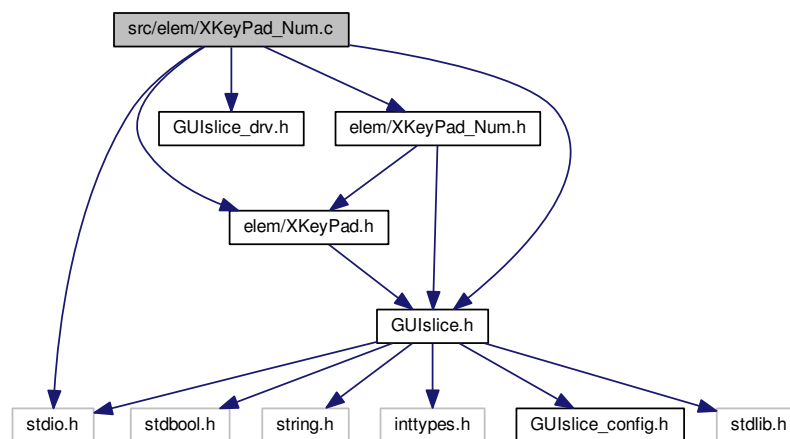 src/elem/XKeyPad_Num.c
GUIslice_drv.h
elem/XKeyPad_Num.h
elem/XKeyPad.h
GUIslice.h
stdio.h
stdbool.h
string.h
inttypes.h
GUIslice_config.h
stdlib.h